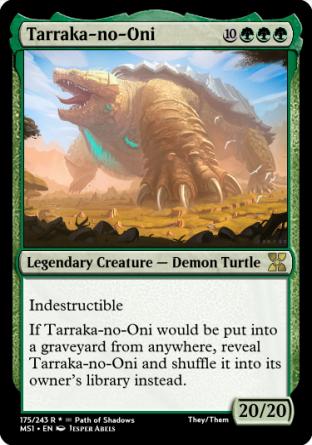 Tarraka-no-Oni 10
Legendary Creature — Demon Turtle
Indestructible
If Tarraka-no-Oni would be put into
a graveyard from anywhere, reveal
Tarraka-no-Oni and shuffle it into its
owner's library instead.
20/20
175/243 R * = Path of Shadows They/Them
MS1 • EN Jesper Abels